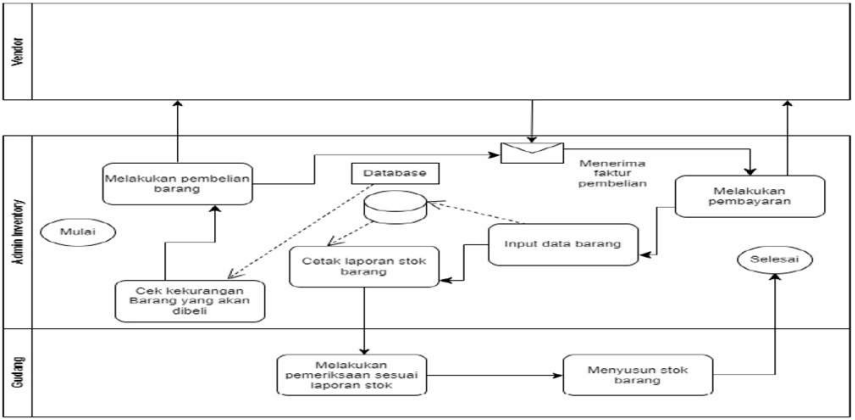 Vendor
Admin Inventory
Gudang
Mulai
Cek kekurangan
Barang yang akan
dibeli
Melakukan pembelian
barang
Database
Menerima
faktur
pembelian
Melakukan
pembayaran
Input data barang
Cetak laporan stok
barang
Melakukan
pemeriksaan sesuai
laporan stok
Menyusun stok
barang
Selesai